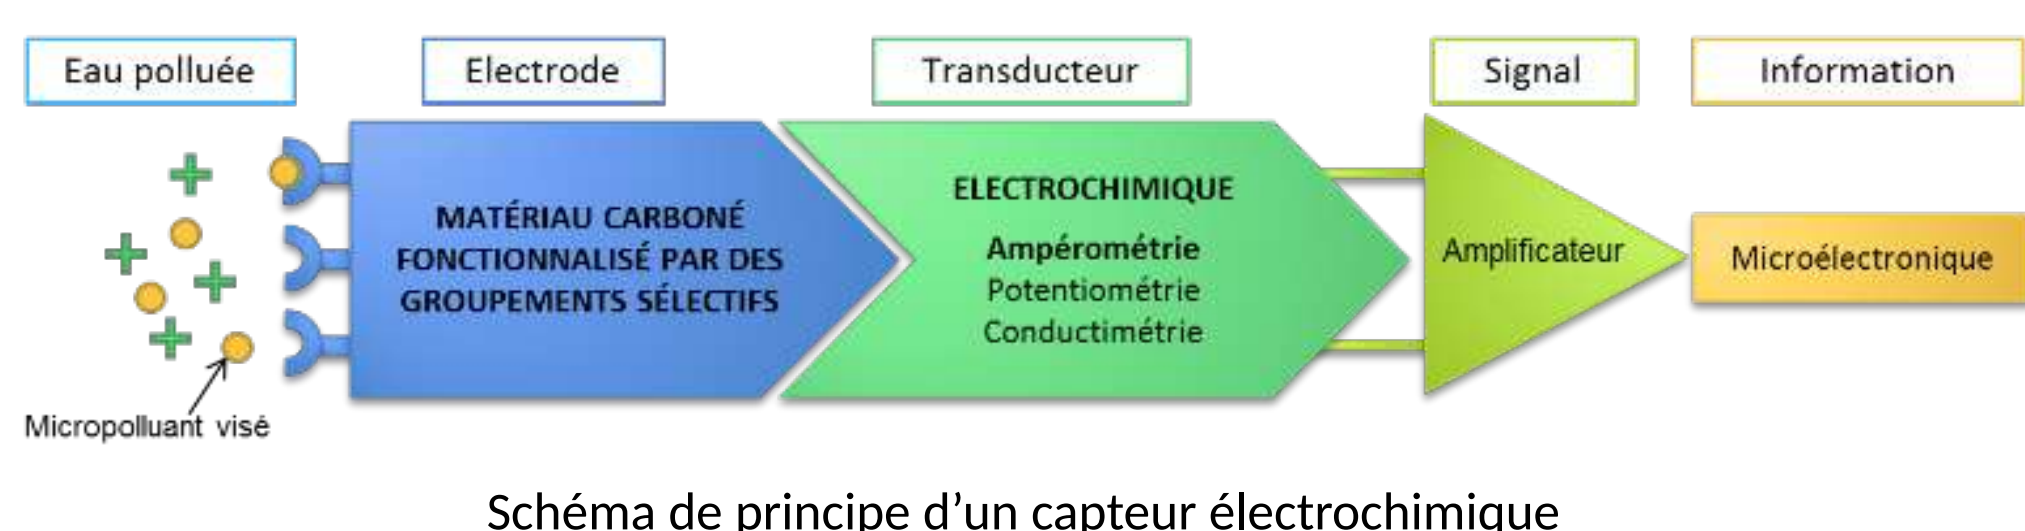 Eau polluée
Electrode
Transducteur
Signal
Information
MATÉRIAU CARBONÉ
FONCTIONNALISÉ PAR DES
GROUPEMENTS SÉLECTIFS
ELECTROCHIMIQUE
Ampérométrie
Potentiométrie
Conductimétrie
Amplificateur
Microélectronique
Micropolluant visé
Schéma de principe d’un capteur électrochimique